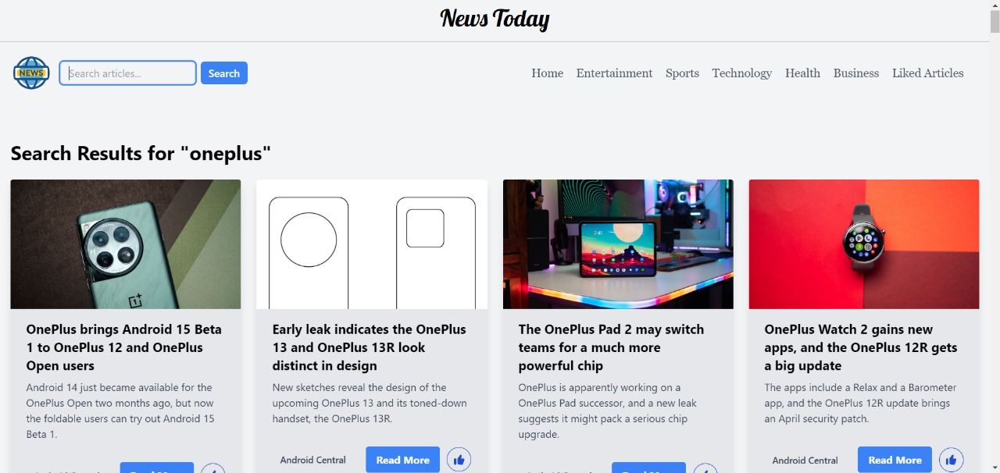 News Today
NEWS
Search articles...
Search
Home
Entertainment
Sports
Technology
Health
Business
Liked Articles
Search Results for "oneplus"
7:41
OnePlus brings Android 15 Beta
1 to OnePlus 12 and OnePlus
Open users
Android 14 just became available for the
OnePlus Open two months ago, but now
the foldable users can try out Android 15
Beta 1.
Early leak indicates the OnePlus
13 and OnePlus 13R look
distinct in design
New sketches reveal the design of the
upcoming OnePlus 13 and its toned-down
handset, the OnePlus 13R.
Android Central
Read More
The OnePlus Pad 2 may switch
teams for a much more
powerful chip
OnePlus is apparently working on a
OnePlus Pad successor, and a new leak
suggests it might pack a serious chip
upgrade.
OnePlus Watch 2 gains new
apps, and the OnePlus 12R gets
a big update
The apps include a Relax and a Barometer
app, and the OnePlus 12R update brings
an April security patch.
Android Central
Read More